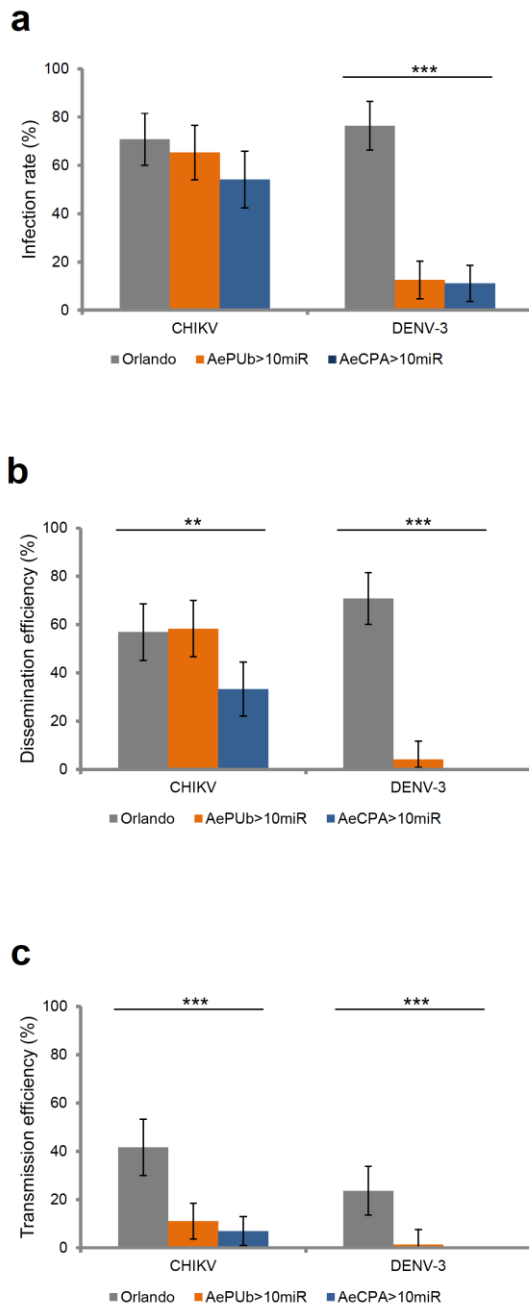 a
***
Infection rate (%)
100
80
60
40
20
0
CHIKV DENV-3
Orlando AePUb>10miR AeCPA>10miR
b
** ***
Dissemination efficiency (%)
100
80
60
40
20
0
CHIKV DENV-3
Orlando AePUb>10miR AeCPA>10miR
c
*** ***
Transmission efficiency (%)
100
80
60
40
20
0
CHIKV DENV-3
Orlando AePUb>10miR AeCPA>10miR